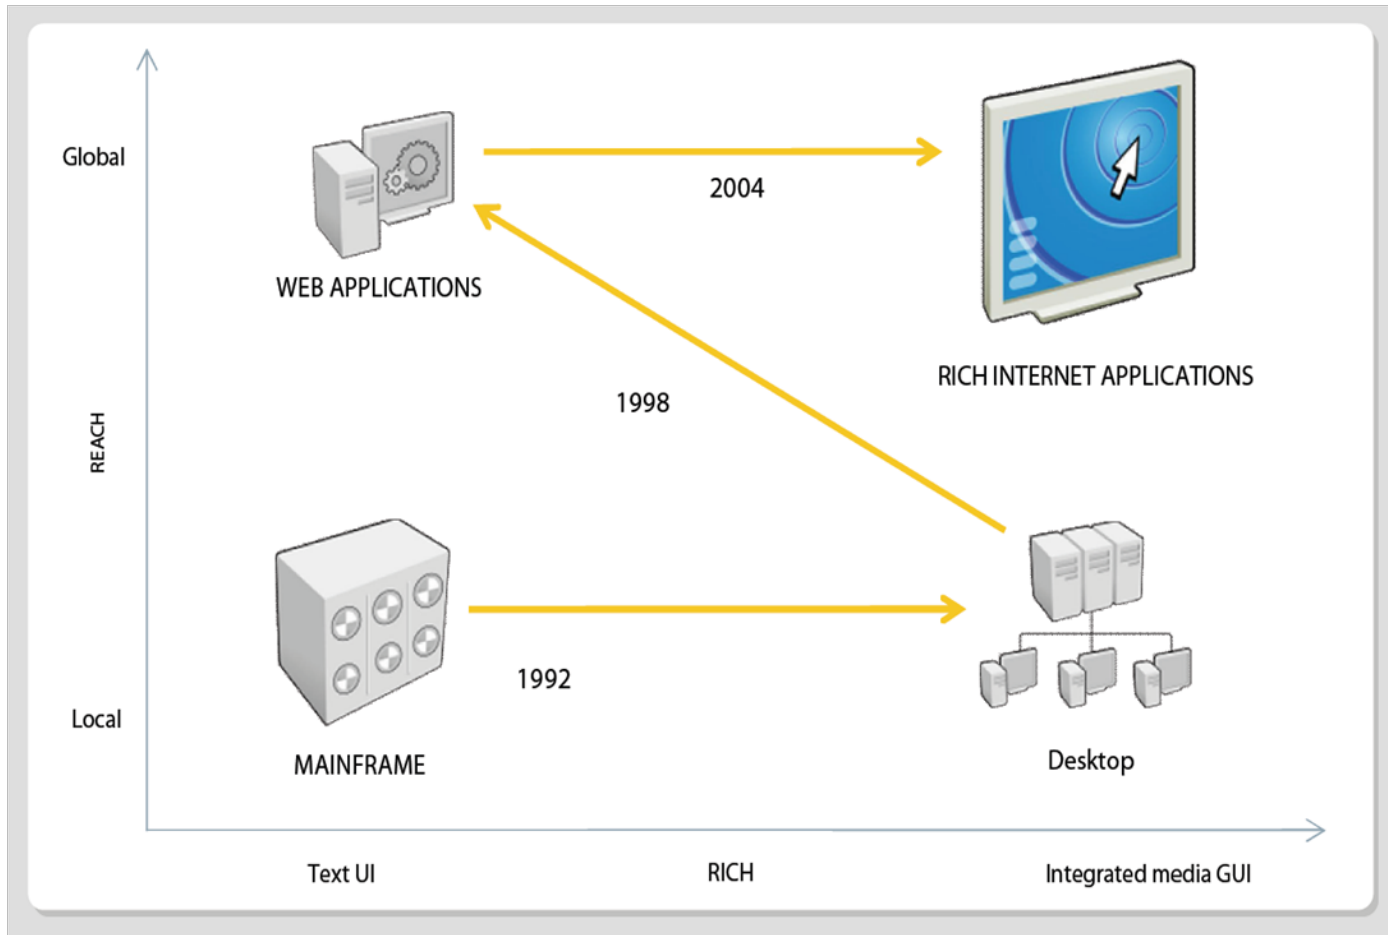 Global
2004
WEB APPLICATIONS
RICH INTERNET APPLICATIONS
1998
REACH
1992
Local
MAINFRAME
Desktop
Text UI
RICH
Integrated media GUI